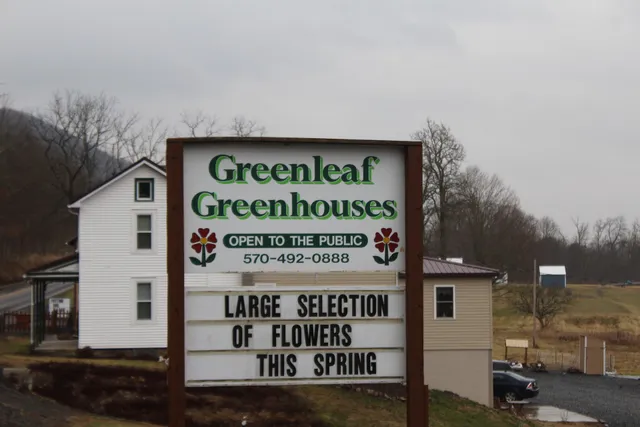 Greenleaf
Greenhouses
OPEN TO THE PUBLIC
570-492-0888
LARGE SELECTION
OF FLOWERS
THIS SPRING